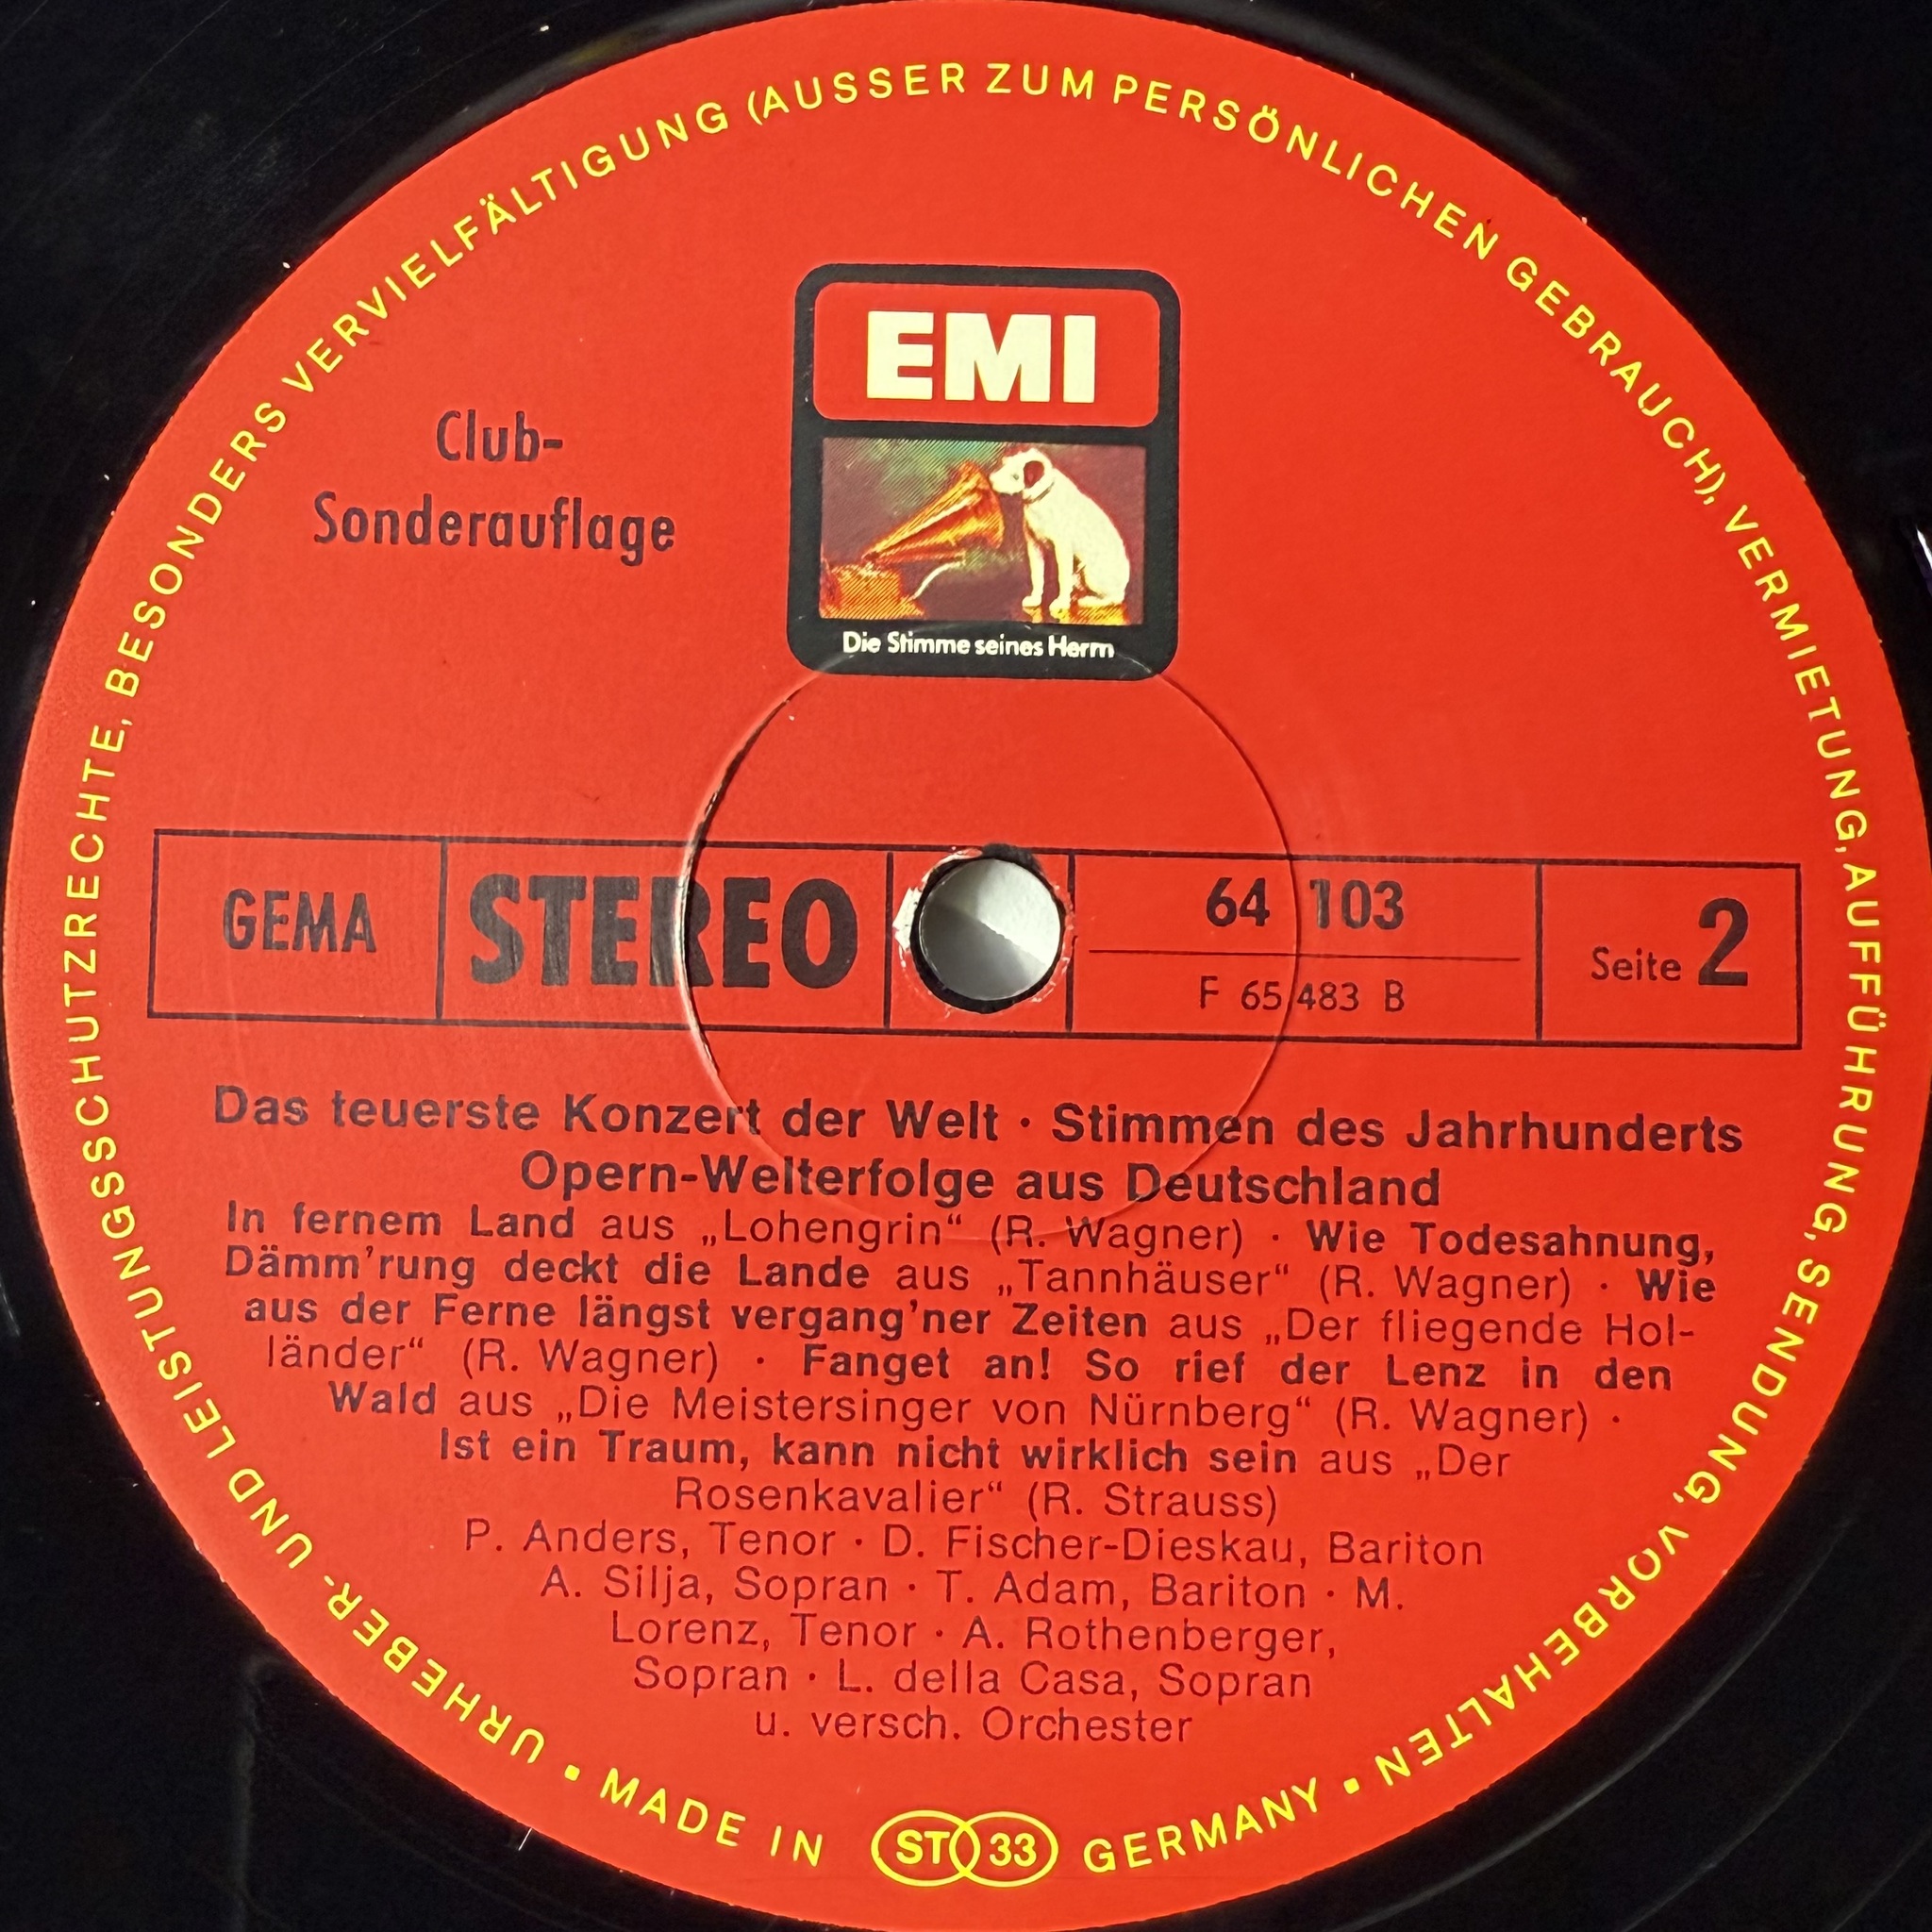 URHEBER- UND LEISTUNGSSCHUTZRECHTE, BESONDERS VERVIELFÄLTIGUNG (AUSSER ZUM PERSÖNLICHEN GEBRAUCH), VERMIETUNG, AUFFÜHRUNG, SENDUNG, VORBEHALTEN •
EMI
Die Stimme seines Herrn
Club-
Sonderauflage
GEMA
STEREO
64 103
F 65 483 B
Seite 2
Das teuerste Konzert der Welt · Stimmen des Jahrhunderts
Opern-Welterfolge aus Deutschland
In fernem Land aus „Lohengrin“ (R. Wagner) · Wie Todesahnung,
Dämm'rung deckt die Lande aus „Tannhäuser“ (R. Wagner) · Wie
aus der Ferne längst vergang'ner Zeiten aus „Der fliegende Hol-
länder“ (R. Wagner) · Fanget an! So rief der Lenz in den
Wald aus „Die Meistersinger von Nürnberg“ (R. Wagner) ·
Ist ein Traum, kann nicht wirklich sein aus „Der
Rosenkavalier“ (R. Strauss)
P. Anders, Tenor · D. Fischer-Dieskau, Bariton
A. Silja, Sopran · T. Adam, Bariton · M.
Lorenz, Tenor · A. Rothenberger,
Sopran · L. della Casa, Sopran
u. versch. Orchester
• MADE IN ST 33 GERMANY